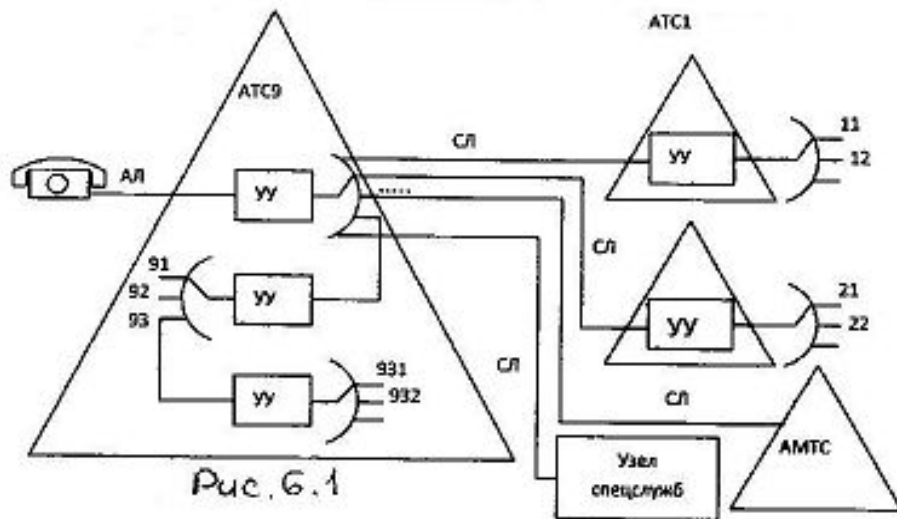 АТС1
АТС9
СЛ
11
12
УУ
АЛ
УУ
.....
СЛ
21
22
УУ
91
92
93
УУ
931
932
УУ
СЛ
СЛ
АМТС
Узел
спецслужб
Рис. 6.1